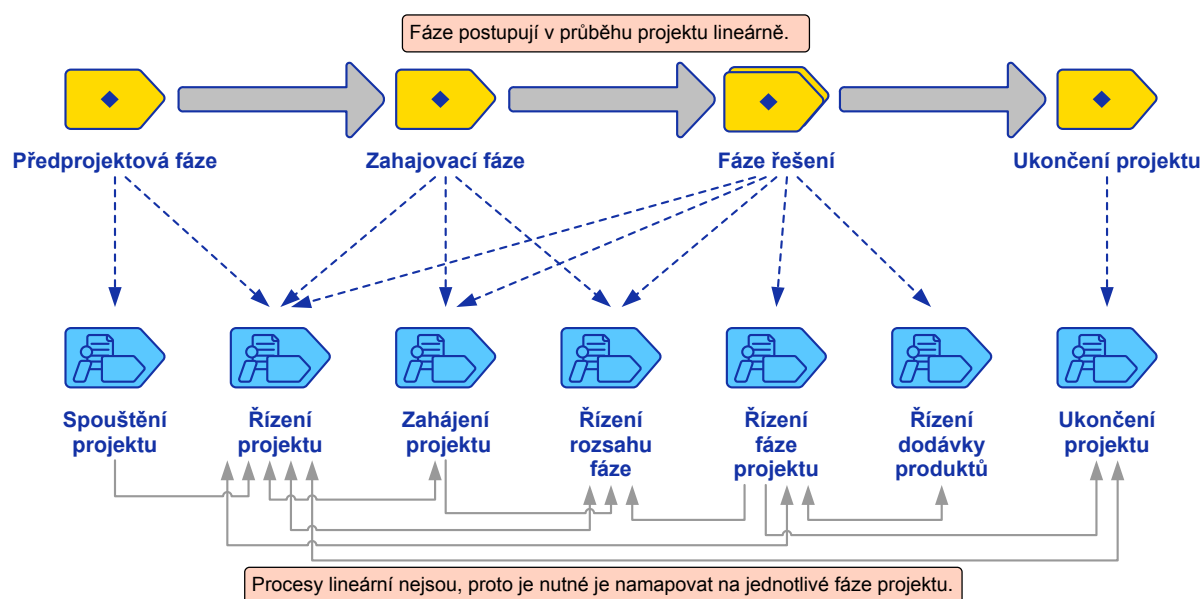 Fáze postupují v průběhu projektu lineárně.
Předprojektová fáze
Zahajovací fáze
Fáze řešení
Ukončení projektu
Spouštění
projektu
Řízení
projektu
Zahájení
projektu
Řízení
rozsahu
fáze
Řízení
fáze
projektu
Řízení
dodávky
produktů
Ukončení
projektu
Procesy lineární nejsou, proto je nutné je namapovat na jednotlivé fáze projektu.